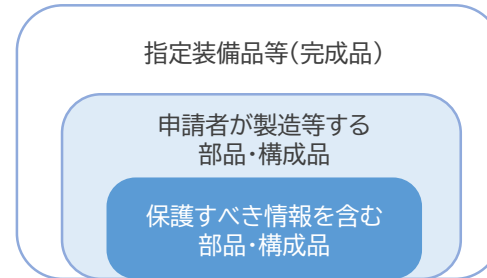 指定装備品等(完成品)
申請者が製造等する
部品・構成品
保護すべき情報を含む
部品・構成品